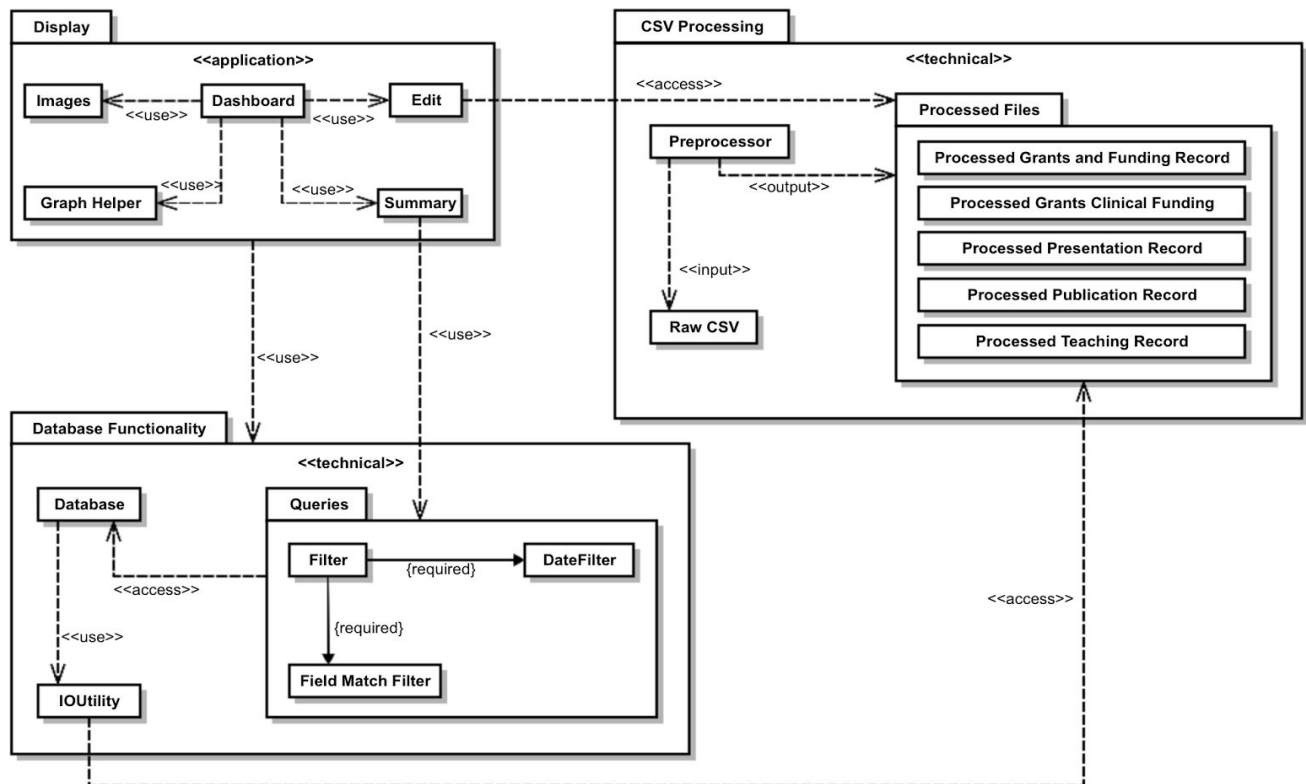 Display
<<application>>
Images
Dashboard
Edit
<<use>>
<<use>>
<<use>>
<<use>>
Graph Helper
Summary
CSV Processing
<<technical>>
<<access>>
Processed Files
Preprocessor
<<output>>
<<input>>
Raw CSV
Processed Grants and Funding Record
Processed Grants Clinical Funding
Processed Presentation Record
Processed Publication Record
Processed Teaching Record
<<use>>
<<use>>
Database Functionality
<<technical>>
Database
Queries
Filter
{required}
DateFilter
<<access>>
{required}
<<use>>
Field Match Filter
IOUtility
<<access>>